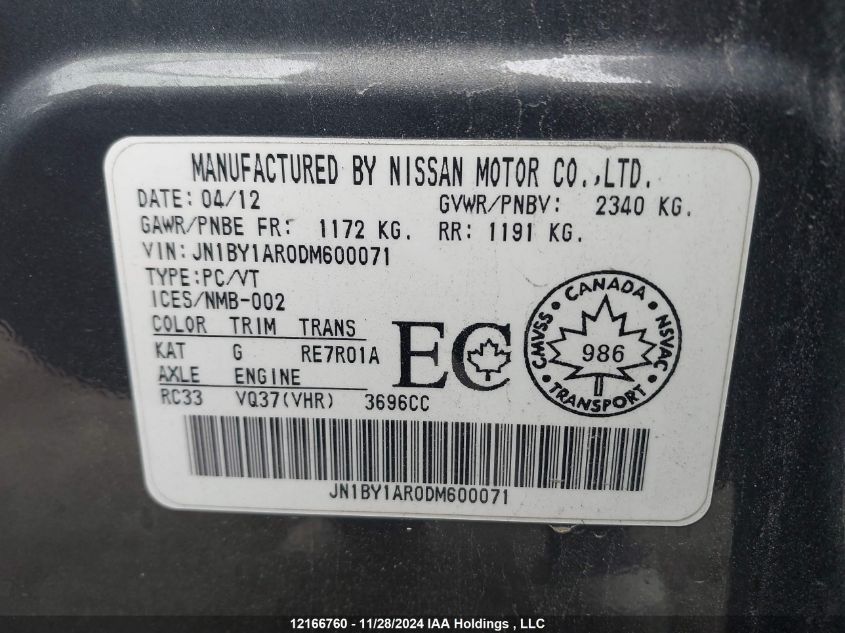 MANUFACTURED BY NISSAN MOTOR CO.,LTD.
DATE: 04/12 GVWR/PNBV: 2340 KG.
GAWR/PNBE FR: 1172 KG. RR: 1191 KG.
VIN: JN1BY1AR0DM600071
TYPE:PC/VT
ICES/NMB-002
COLOR TRIM TRANS
KAT G RE7R01A
AXLE ENGINE
RC33 VQ37(VHR) 3696CC
EC
CANADA
CMVSS
986
NSVAC
TRANSPORT
JN1BY1AR0DM600071
12166760 - 11/28/2024 IAA Holdings , LLC